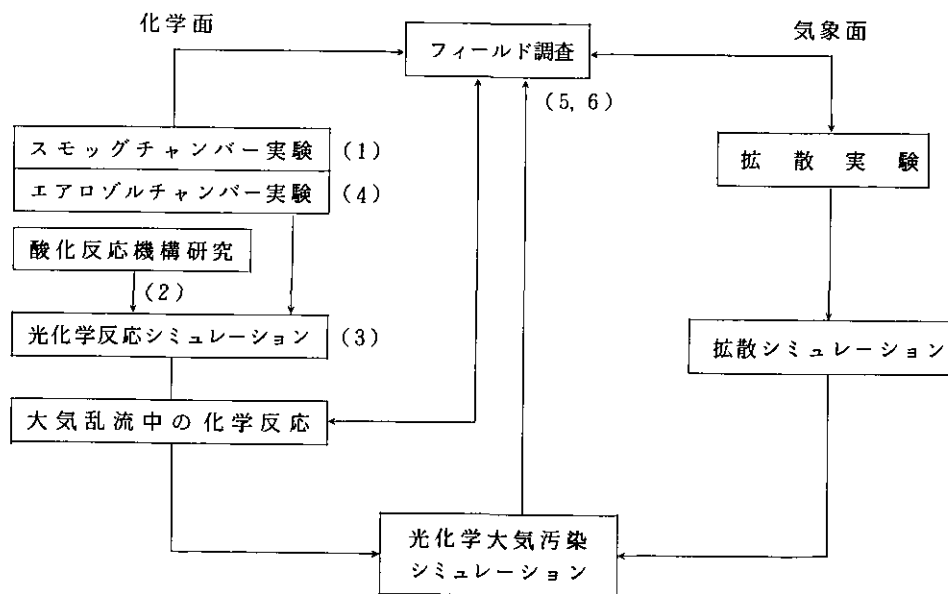 化学面
気象面
フィールド調査
(5, 6)
スモッグチャンバー実験 (1)
エアロゾルチャンバー実験 (4)
拡散実験
酸化反応機構研究
(2)
光化学反応シミュレーション (3)
拡散シミュレーション
大気乱流中の化学反応
光化学大気汚染
シミュレーション